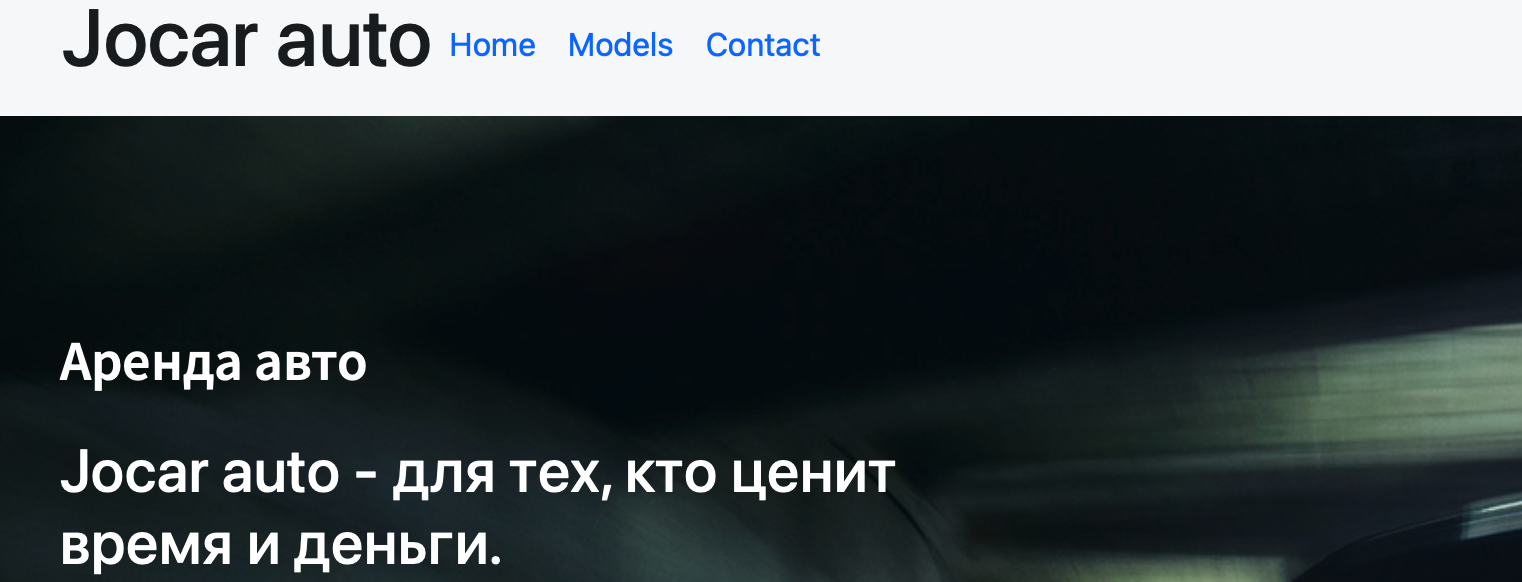 Jocar auto Home Models Contact
Аренда авто
Jocar auto - для тех, кто ценит
время и деньги.